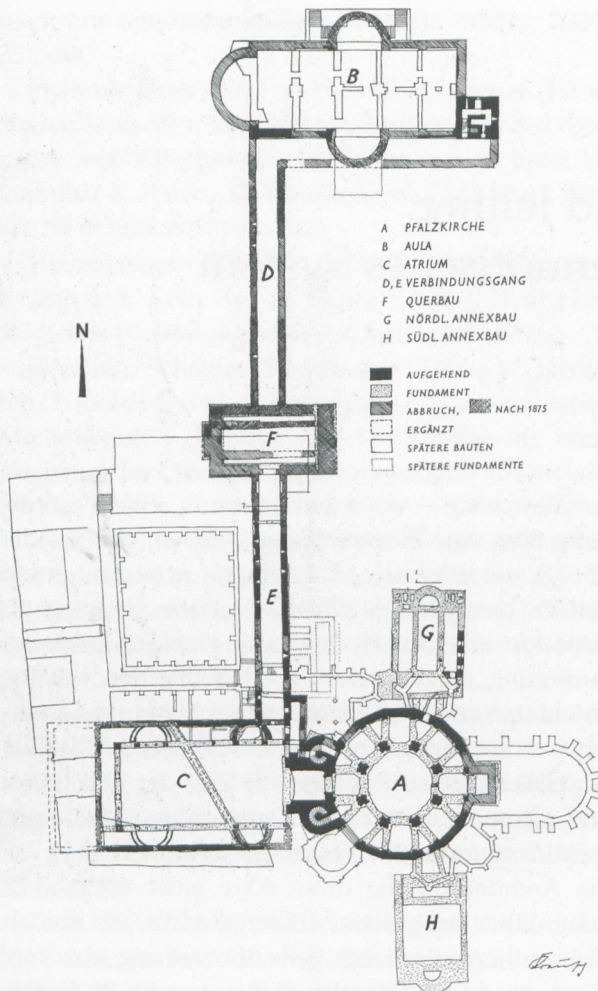 B
D
A PFALZKIRCHE
B AULA
C ATRIUM
D, E VERBINDUNGSGANG
F QUERBAU
G NÖRDL. ANNEXBAU
H SÜDL. ANNEXBAU
N
AUFGEHEND
FUNDAMENT
ABBRUCH, NACH 1875
ERGÄNZT
SPÄTERE BAUTEN
SPÄTERE FUNDAMENTE
F
E
G
C
A
H